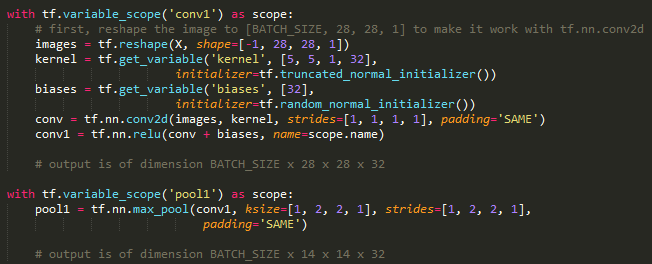 with tf.variable_scope('conv1') as scope:
    # first, reshape the image to [BATCH_SIZE, 28, 28, 1] to make it work with tf.nn.conv2d
    images = tf.reshape(X, shape=[-1, 28, 28, 1])
    kernel = tf.get_variable('kernel', [5, 5, 1, 32],
                        initializer=tf.truncated_normal_initializer())
    biases = tf.get_variable('biases', [32],
                        initializer=tf.random_normal_initializer())
    conv = tf.nn.conv2d(images, kernel, strides=[1, 1, 1, 1], padding='SAME')
    conv1 = tf.nn.relu(conv + biases, name=scope.name)

    # output is of dimension BATCH_SIZE x 28 x 28 x 32

with tf.variable_scope('pool1') as scope:
    pool1 = tf.nn.max_pool(conv1, ksize=[1, 2, 2, 1], strides=[1, 2, 2, 1],
                            padding='SAME')

    # output is of dimension BATCH_SIZE x 14 x 14 x 32